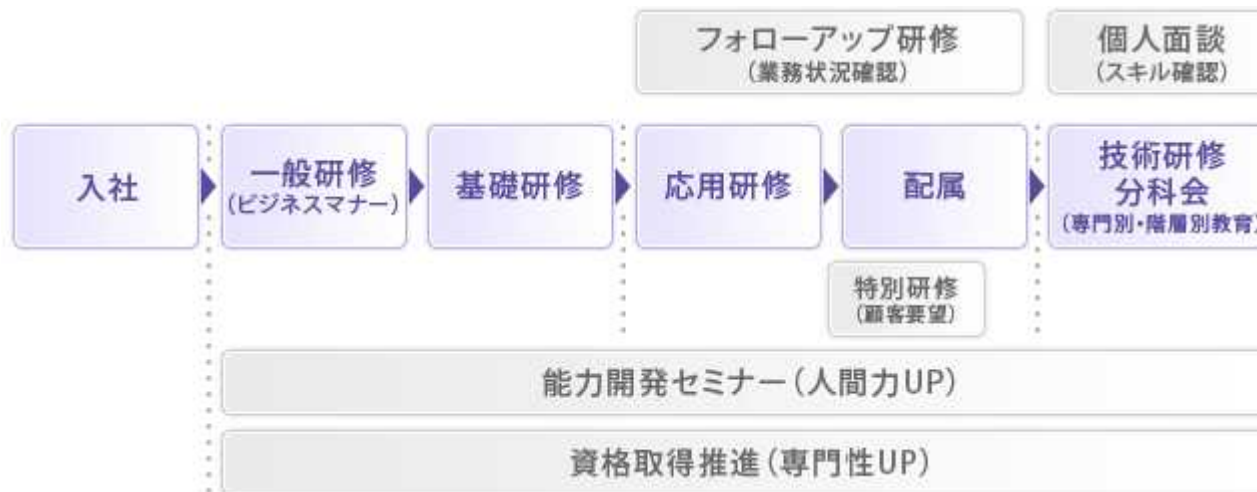 フォローアップ研修
(業務状況確認)
個人面談
(スキル確認)
入社
一般研修
(ビジネスマナー)
基礎研修
応用研修
配属
技術研修
分科会
(専門別・階層別教育)
特別研修
(顧客要望)
能力開発セミナー(人間力UP)
資格取得推進(専門性UP)